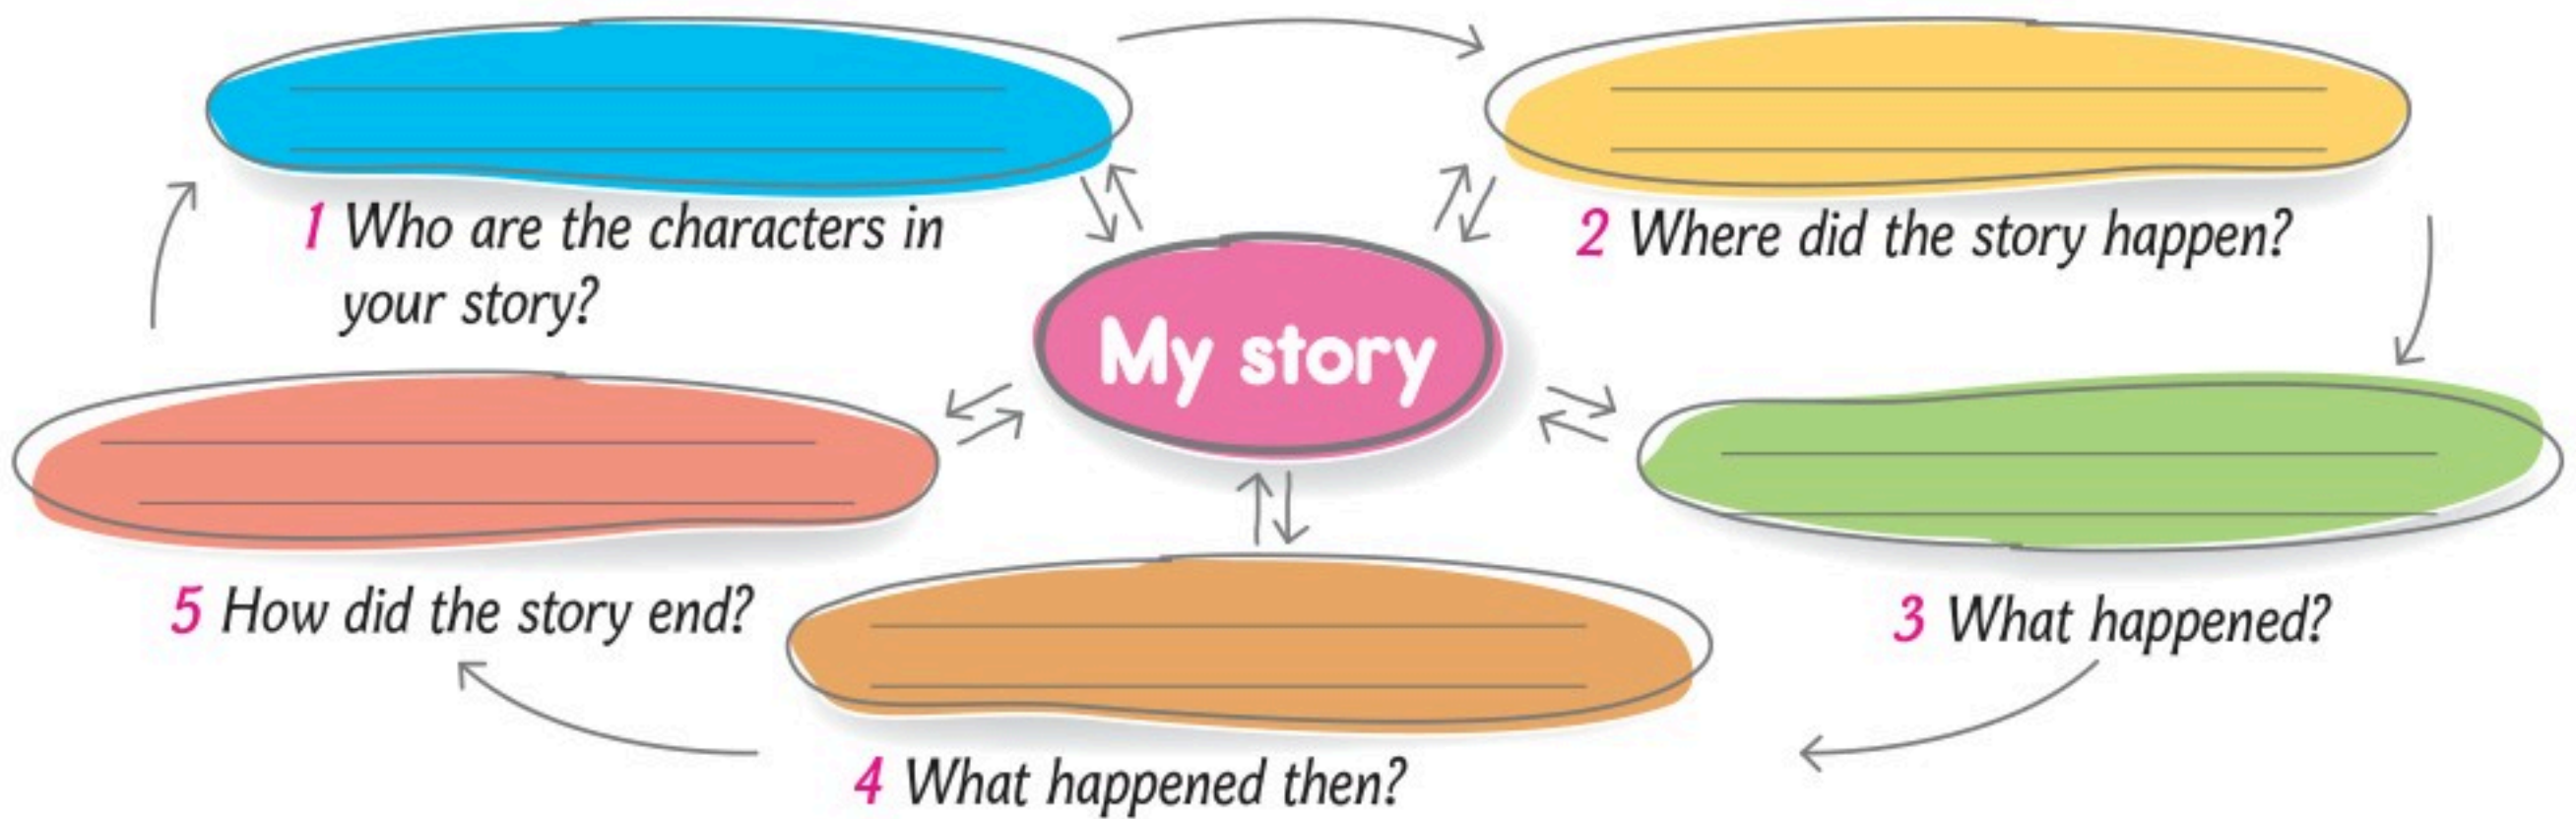 1 Who are the characters in
your story?
2 Where did the story happen?
My story
3 What happened?
4 What happened then?
5 How did the story end?